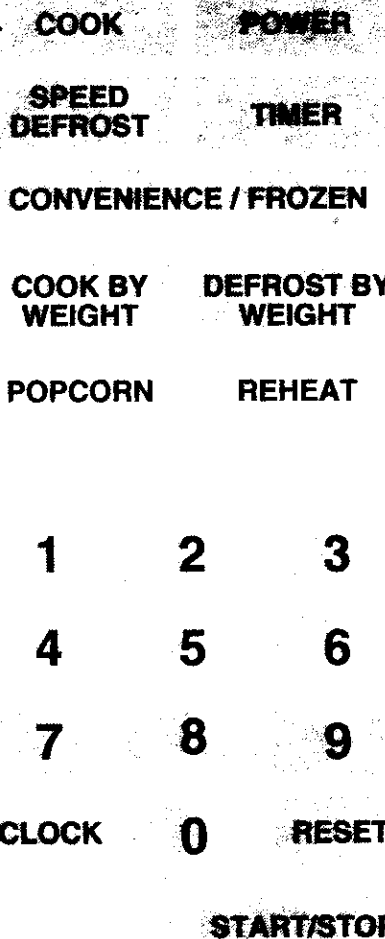 COOK POWER
SPEED
DEFROST TIMER
CONVENIENCE / FROZEN
COOK BY DEFROST BY
WEIGHT WEIGHT
POPCORN REHEAT
1 2 3
4 5 6
7 8 9
CLOCK 0 RESET
START/STOP